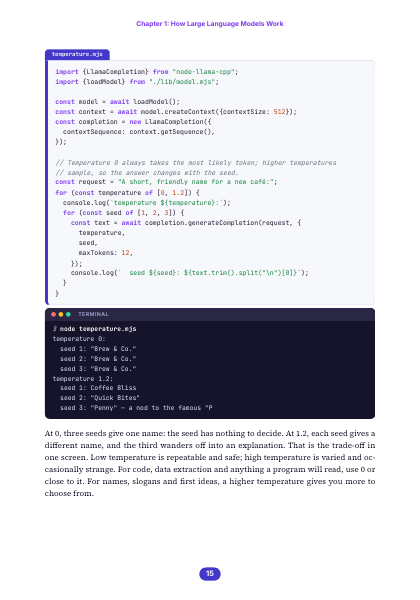 Chapter 1: How Large Language Models Work
temperature.mjs
import {LlamaCompletion} from "node-llama-cpp";
import {loadModel} from "./lib/model.mjs";
const model = await loadModel();
const context = await model.createContext({contextSize: 512});
const completion = new LlamaCompletion({
contextSequence: context.getSequence(),
});
// Temperature 0 always takes the most likely token; higher temperatures
// sample, so the answer changes with the seed.
const request = "A short, friendly name for a new café:";
for (const temperature of [0, 1.2]) {
console.log(`temperature ${temperature}:`);
for (const seed of [1, 2, 3]) {
const text = await completion.generateCompletion(request, {
temperature,
seed,
maxTokens: 12,
});
console.log(`  seed ${seed}: ${text.trim().split("\n")[0]}`);
}
}
TERMINAL
$ node temperature.mjs
temperature 0:
seed 1: "Brew & Co."
seed 2: "Brew & Co."
seed 3: "Brew & Co."
temperature 1.2:
seed 1: Coffee Bliss
seed 2: "Quick Bites"
seed 3: "Penny" – a nod to the famous "P
At 0, three seeds give one name: the seed has nothing to decide. At 1.2, each seed gives a
different name, and the third wanders off into an explanation. That is the trade-off in
one screen. Low temperature is repeatable and safe; high temperature is varied and oc-
casionally strange. For code, data extraction and anything a program will read, use 0 or
close to it. For names, slogans and first ideas, a higher temperature gives you more to
choose from.
15